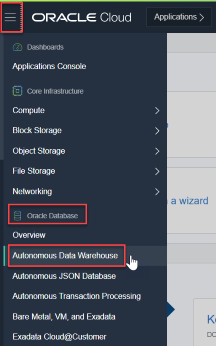 ORACLE Cloud
Applications >
Dashboards
Applications Console
Core Infrastructure
Compute
Block Storage
Object Storage
File Storage
Networking
a wizard
Oracle Database
Overview
Autonomous Data Warehouse
Autonomous JSON Database
Autonomous Transaction Processing
Bare Metal, VM, and Exadata
Exadata Cloud@Customer